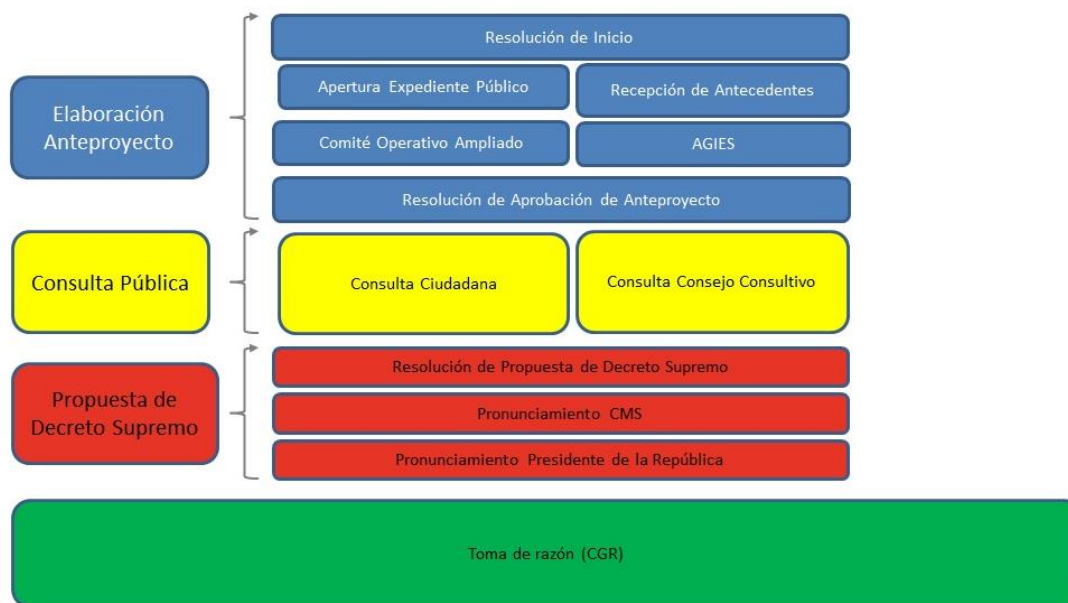 Elaboración
Anteproyecto
Resolución de Inicio
Apertura Expediente Público
Recepción de Antecedentes
Comité Operativo Ampliado
AGIES
Resolución de Aprobación de Anteproyecto
Consulta Pública
Consulta Ciudadana
Consulta Consejo Consultivo
Propuesta de
Decreto Supremo
Resolución de Propuesta de Decreto Supremo
Pronunciamiento CMS
Pronunciamiento Presidente de la República
Toma de razón (CGR)